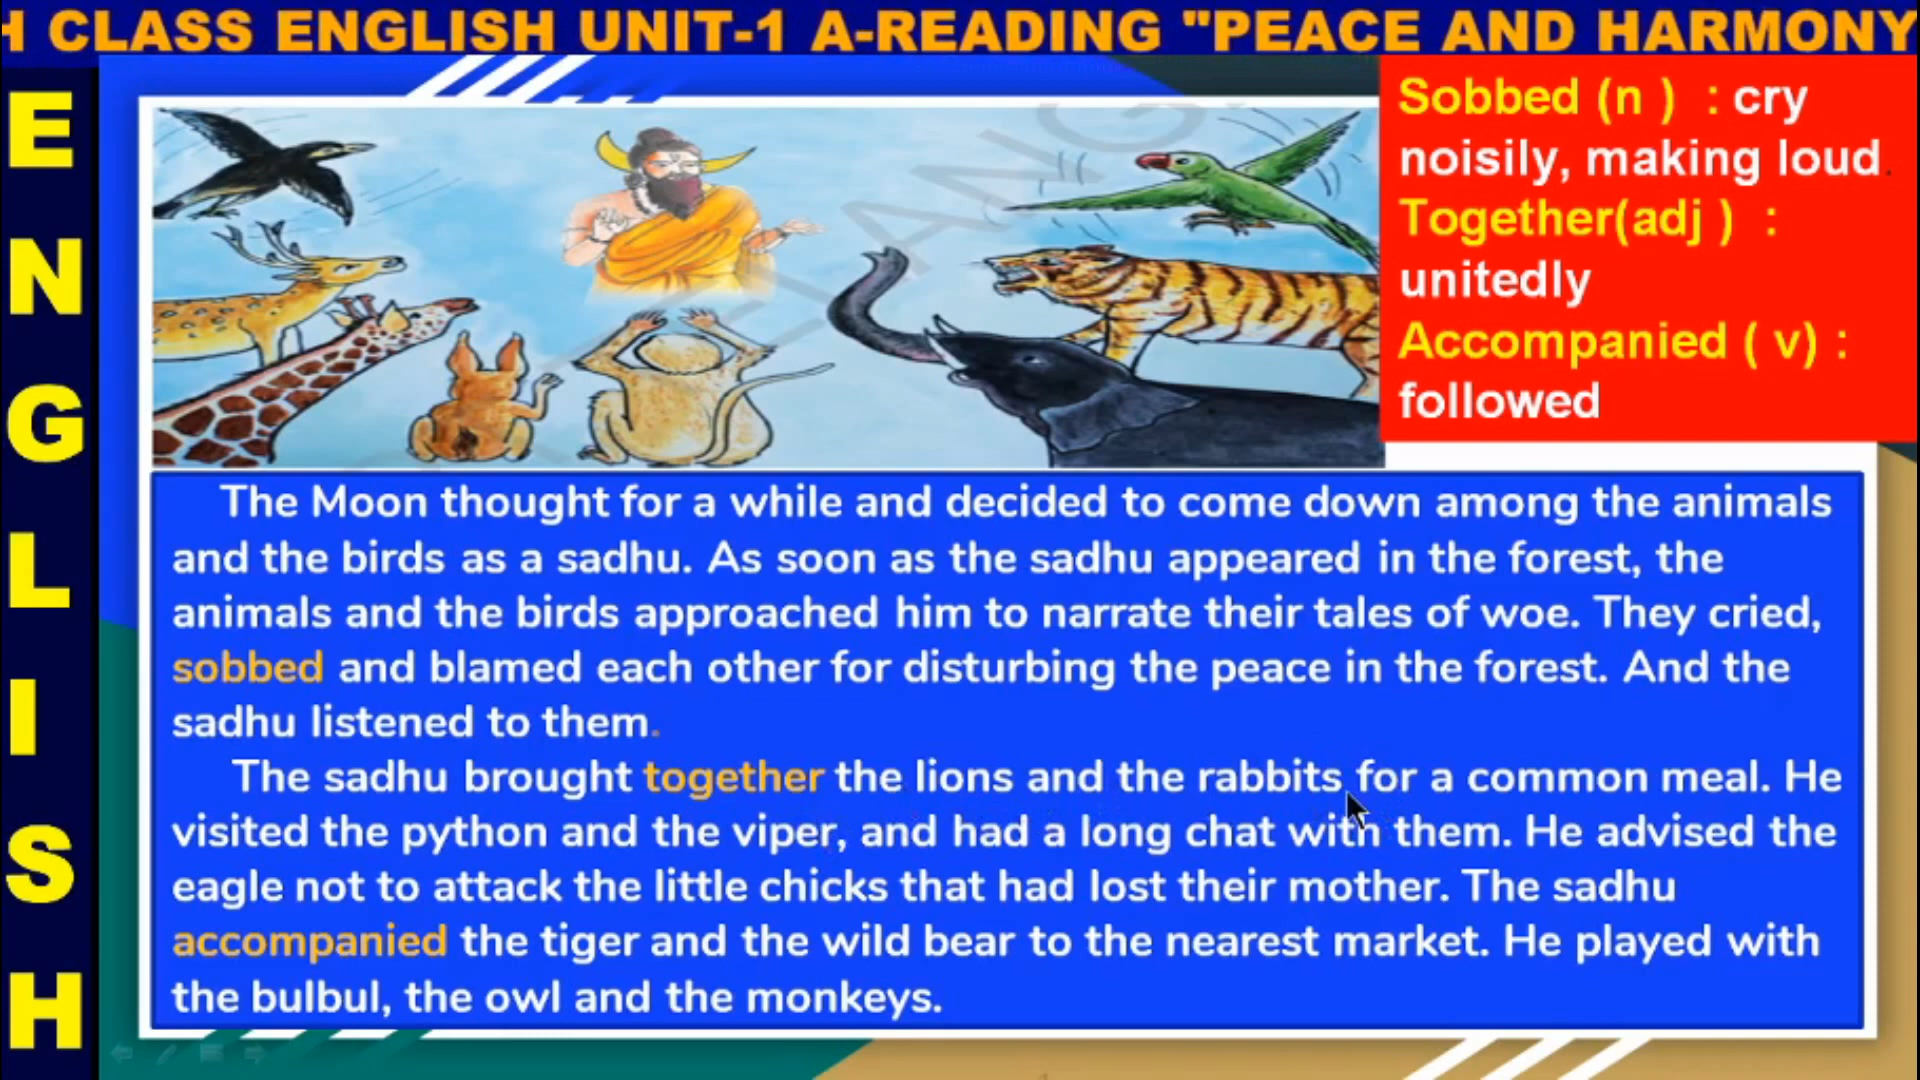 H CLASS ENGLISH UNIT-1 A-READING "PEACE AND HARMONY
E
N
G
L
I
S
H
Sobbed (n ) : cry
noisily, making loud.
Together(adj ) :
unitedly
Accompanied ( v) :
followed
The Moon thought for a while and decided to come down among the animals
and the birds as a sadhu. As soon as the sadhu appeared in the forest, the
animals and the birds approached him to narrate their tales of woe. They cried,
sobbed and blamed each other for disturbing the peace in the forest. And the
sadhu listened to them.
The sadhu brought together the lions and the rabbits for a common meal. He
visited the python and the viper, and had a long chat with them. He advised the
eagle not to attack the little chicks that had lost their mother. The sadhu
accompanied the tiger and the wild bear to the nearest market. He played with
the bulbul, the owl and the monkeys.